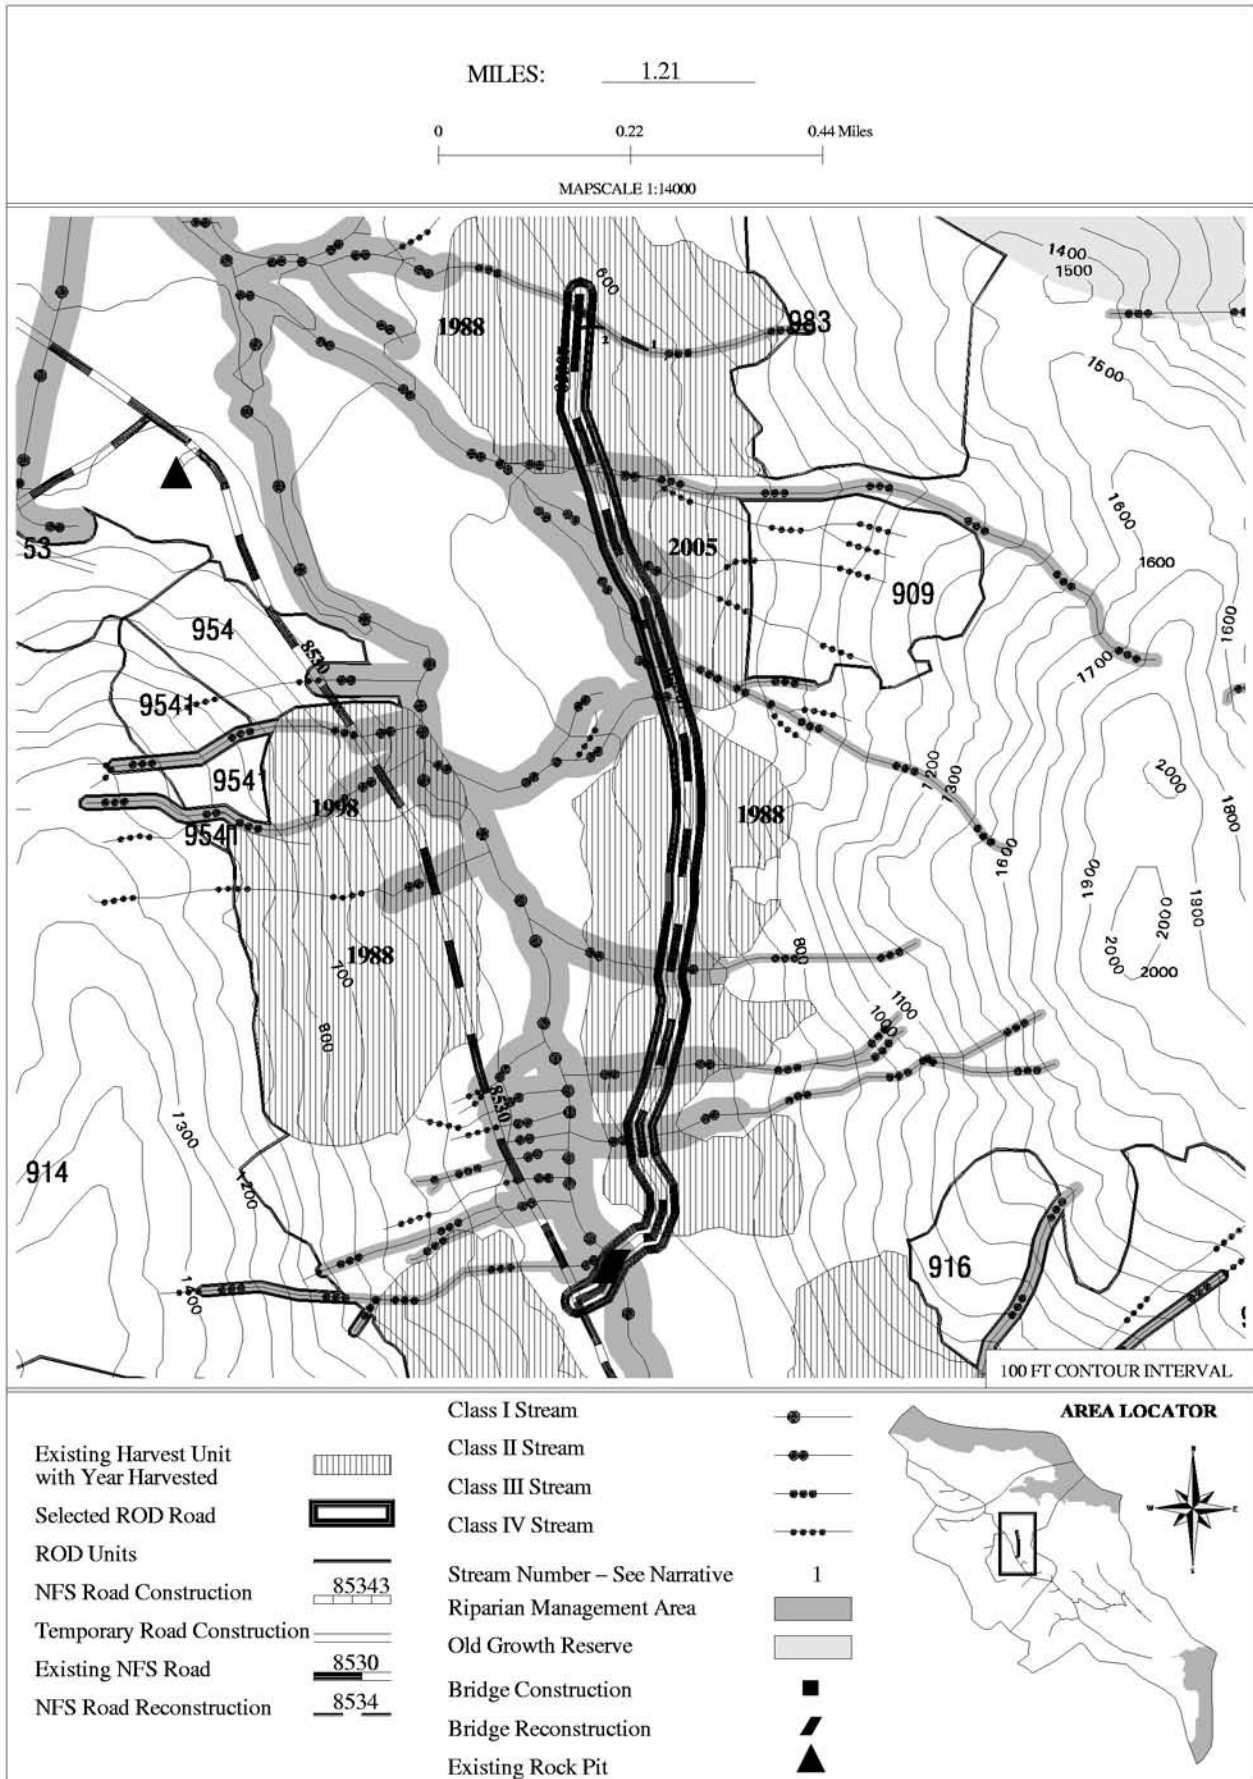 MILES: 1.21
0 0.22 0.44 Miles
MAPSCALE 1:14000
600
1400
1500
1988
983
2 1
1500
1600
53
2005
1600
909
954
8530
1600
1700
9541
9541
1200
1300
2000
1998
1988
1800
9541
1600
1900
2000
1988
800
2000
2000
700
1100
1000
800
8530
1300
914
1200
916
1400
100 FT CONTOUR INTERVAL
Existing Harvest Unit
with Year Harvested
Selected ROD Road
ROD Units
NFS Road Construction 85343
Temporary Road Construction
Existing NFS Road 8530
NFS Road Reconstruction 8534
Class I Stream
Class II Stream
Class III Stream
Class IV Stream
Stream Number – See Narrative 1
Riparian Management Area
Old Growth Reserve
Bridge Construction
Bridge Reconstruction
Existing Rock Pit
AREA LOCATOR
N
W E
S